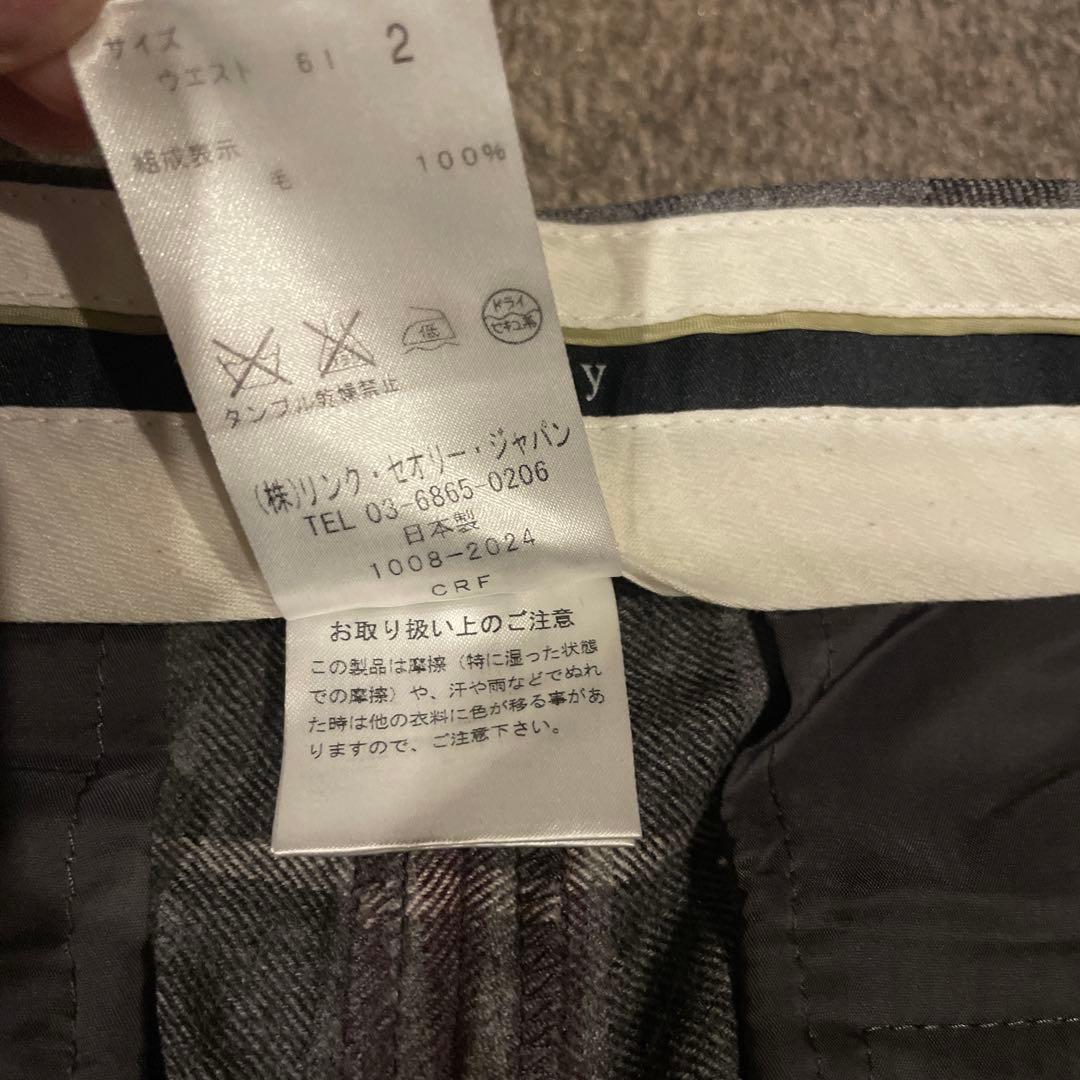 サイズ 2
ウエスト 61
組成表示
毛 100%
低
ドライ
セキユ系
タンブル乾燥禁止
(株)リンク・セオリー・ジャパン
TEL 03-6865-0206
日本製
1008-2024
CRF
お取り扱い上のご注意
この製品は摩擦（特に湿った状態
での摩擦）や、汗や雨などでぬれ
た時は他の衣料に色が移る事があ
りますので、ご注意下さい。
y